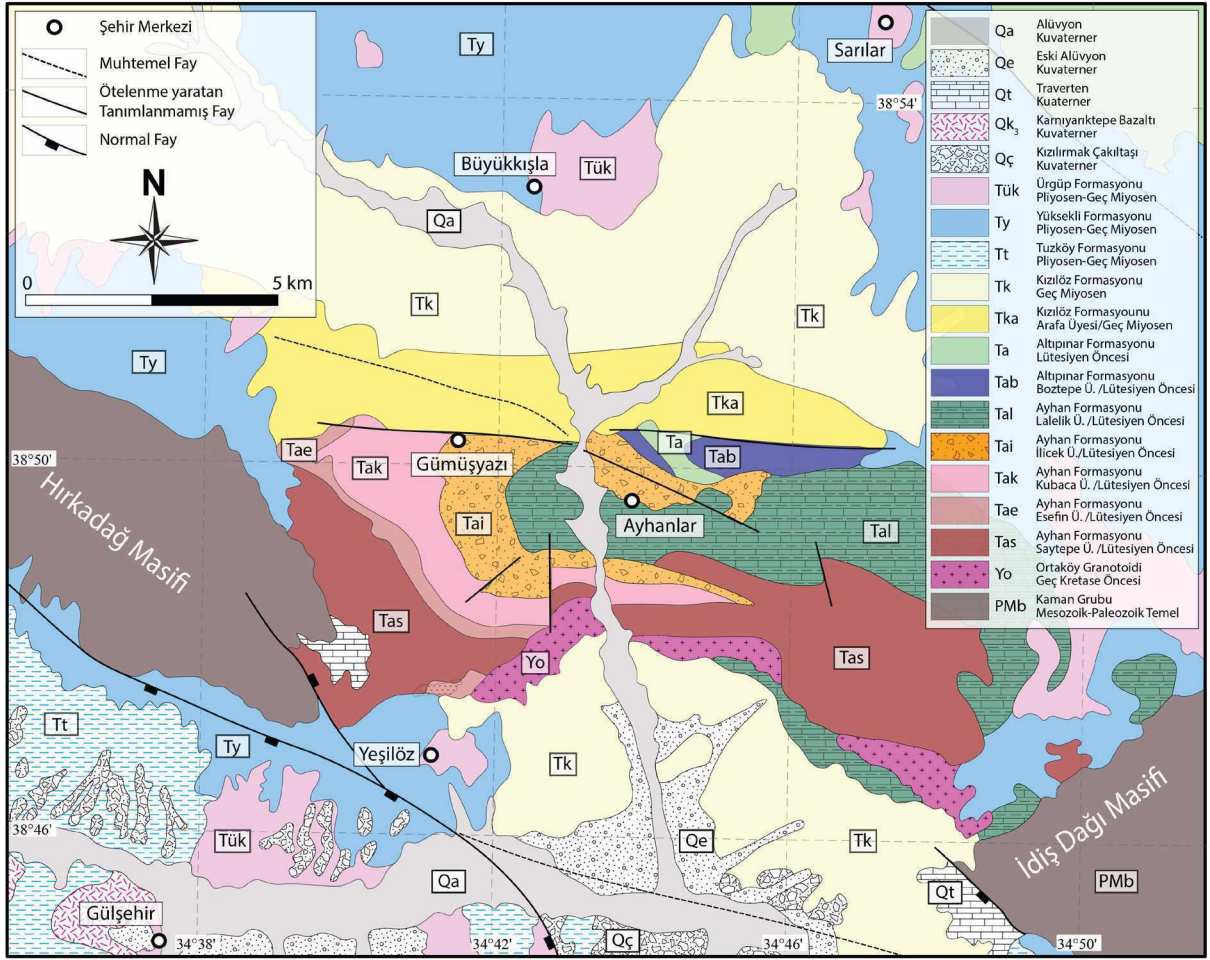 Şehir Merkezi
Muhtemel Fay
Ötelenme yaratan
Tanımlanmamış Fay
Normal Fay
N
0
5 km
Qa
Alüvyon
Kuvaterner
Qe
Eski Alüvyon
Kuvaterner
Qt
Traverten
Kuaterner
Qk3
Karnıyarıktepe Bazaltı
Kuvaterner
Qç
Kızılırmak Çakıltaşı
Kuvaterner
Tük
Ürgüp Formasyonu
Pliyosen-Geç Miyosen
Ty
Yüksekli Formasyonu
Pliyosen-Geç Miyosen
Tt
Tuzköy Formasyonu
Pliyosen-Geç Miyosen
Tk
Kızılöz Formasyonu
Geç Miyosen
Tka
Kızılöz Formasyounu
Arafa Üyesi/Geç Miyosen
Ta
Altıpınar Formasyonu
Lütesiyen Öncesi
Tab
Altıpınar Formasyonu
Boztepe Ü. /Lütesiyen Öncesi
Tal
Ayhan Formasyonu
Lalelik Ü. /Lütesiyen Öncesi
Tai
Ayhan Formasyonu
İlicek Ü./Lütesiyen Öncesi
Tak
Ayhan Formasyonu
Kubaca Ü. /Lütesiyen Öncesi
Tae
Ayhan Formasyonu
Esefin Ü. /Lütesiyen Öncesi
Tas
Ayhan Formasyonu
Saytepe Ü. /Lütesiyen Öncesi
Yo
Ortaköy Granotoidi
Geç Kretase Öncesi
PMb
Kaman Grubu
Mesozoik-Paleozoik Temel
Ty
Sarılar
38°54'
Büyükkışla
Tük
Qa
Tk
Tk
Ty
Tka
Tae
Tak
Gümüşyazı
Ta
Tab
38°50'
Hırkadağ Masifi
Tai
Ayhanlar
Tal
Tas
Yo
Tas
Tt
Ty
Yeşilöz
Tk
38°46'
Tük
Qe
Tk
İdiş Dağı Masifi
Qa
Qt
PMb
Gülşehir
34°38'
34°42'
Qç
34°46'
34°50'